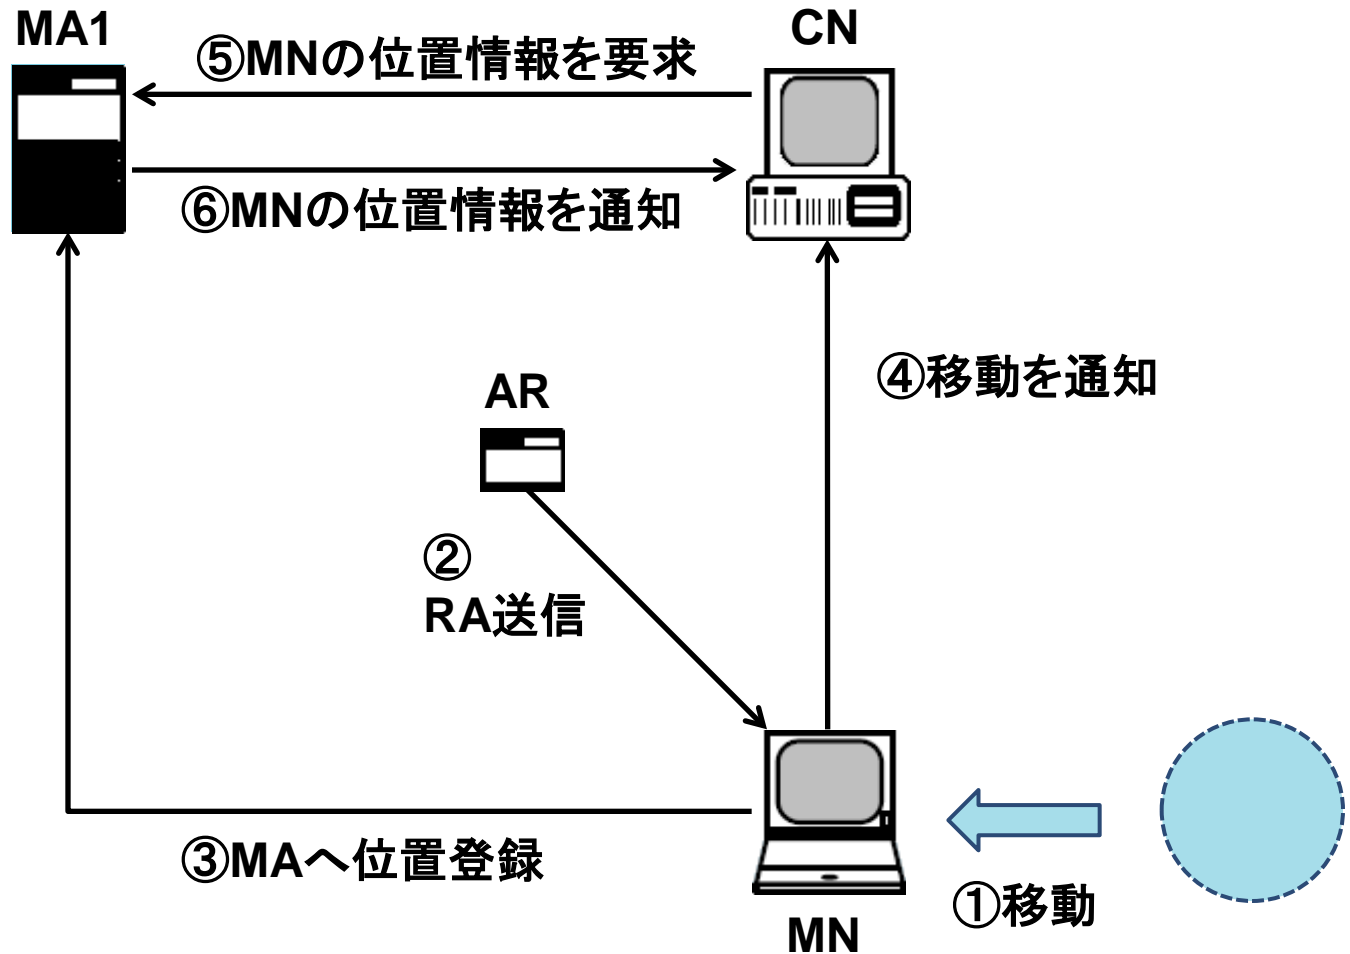 MA1
CN
⑤MNの位置情報を要求
⑥MNの位置情報を通知
④移動を通知
AR
②
RA送信
③MAへ位置登録
①移動
MN